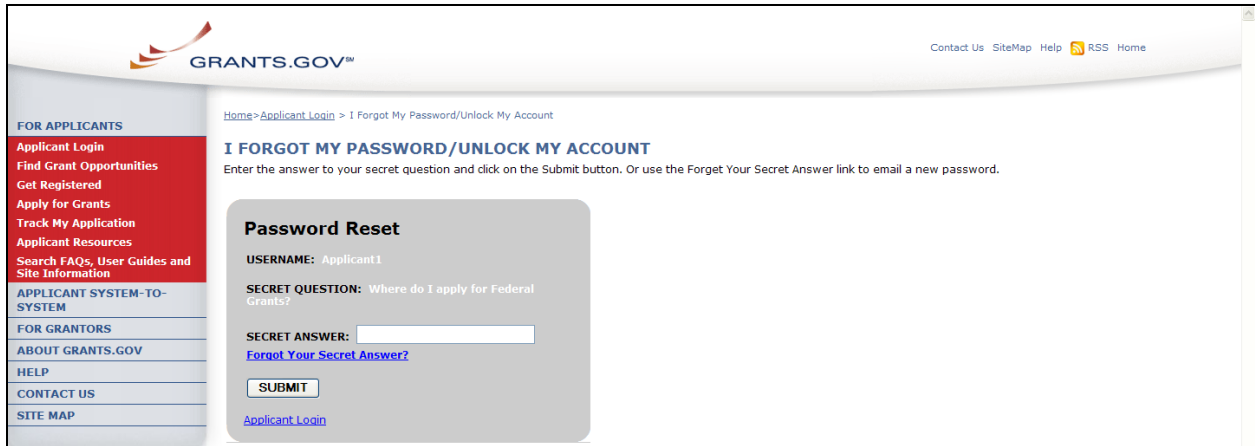 GRANTS.GOV℠
Contact Us SiteMap Help RSS Home
FOR APPLICANTS
Applicant Login
Find Grant Opportunities
Get Registered
Apply for Grants
Track My Application
Applicant Resources
Search FAQs, User Guides and
Site Information
APPLICANT SYSTEM-TO-
SYSTEM
FOR GRANTORS
ABOUT GRANTS.GOV
HELP
CONTACT US
SITE MAP
Home>Applicant Login > I Forgot My Password/Unlock My Account
I FORGOT MY PASSWORD/UNLOCK MY ACCOUNT
Enter the answer to your secret question and click on the Submit button. Or use the Forget Your Secret Answer link to email a new password.
Password Reset
USERNAME: Applicant1
SECRET QUESTION: Where do I apply for Federal
Grants?
SECRET ANSWER:
Forgot Your Secret Answer?
SUBMIT
Applicant Login